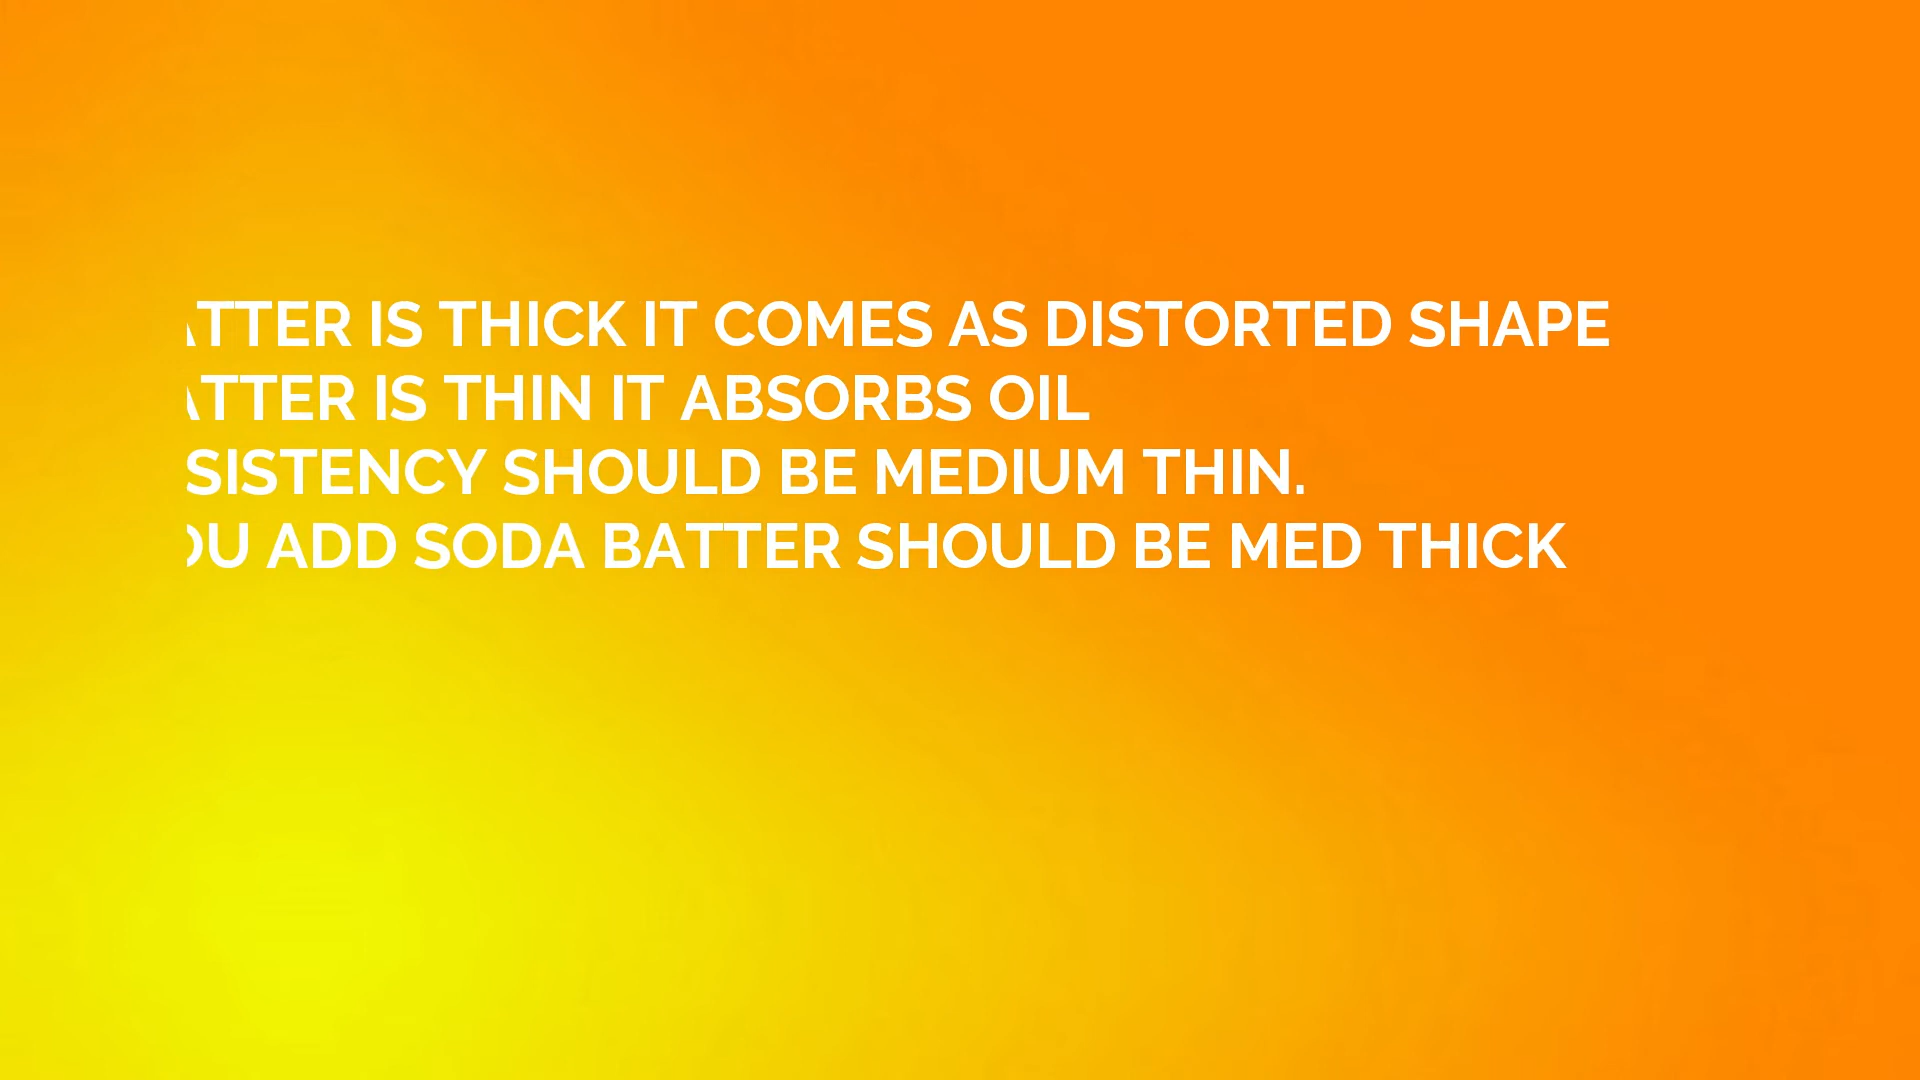 TTER IS THICK IT COMES AS DISTORTED SHAPE
TTER IS THIN IT ABSORBS OIL
SISTENCY SHOULD BE MEDIUM THIN.
OU ADD SODA BATTER SHOULD BE MED THICK